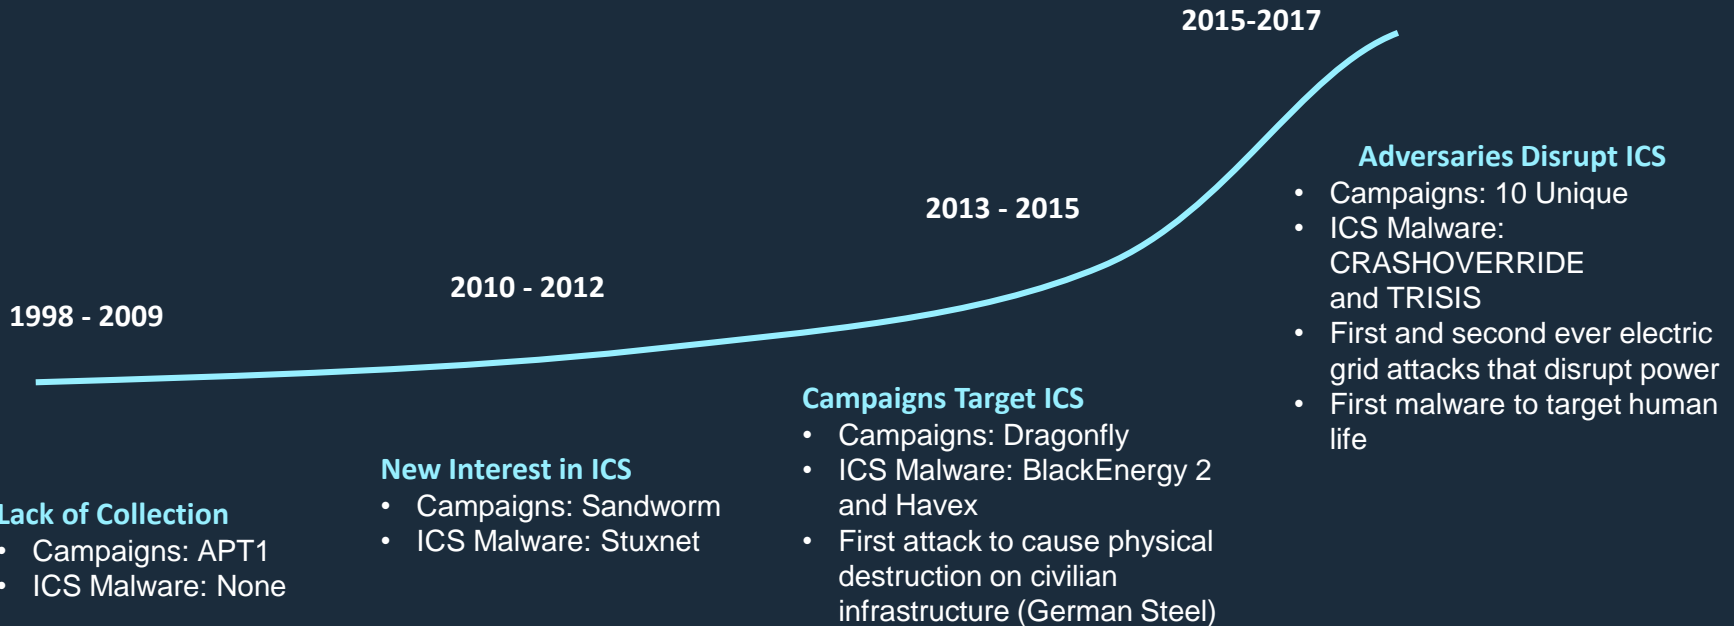 1998 - 2009
Lack of Collection
• Campaigns: APT1
• ICS Malware: None
2010 - 2012
New Interest in ICS
• Campaigns: Sandworm
• ICS Malware: Stuxnet
2013 - 2015
Campaigns Target ICS
• Campaigns: Dragonfly
• ICS Malware: BlackEnergy 2
and Havex
• First attack to cause physical
destruction on civilian
infrastructure (German Steel)
2015-2017
Adversaries Disrupt ICS
• Campaigns: 10 Unique
• ICS Malware:
CRASHOVERRIDE
and TRISIS
• First and second ever electric
grid attacks that disrupt power
• First malware to target human
life